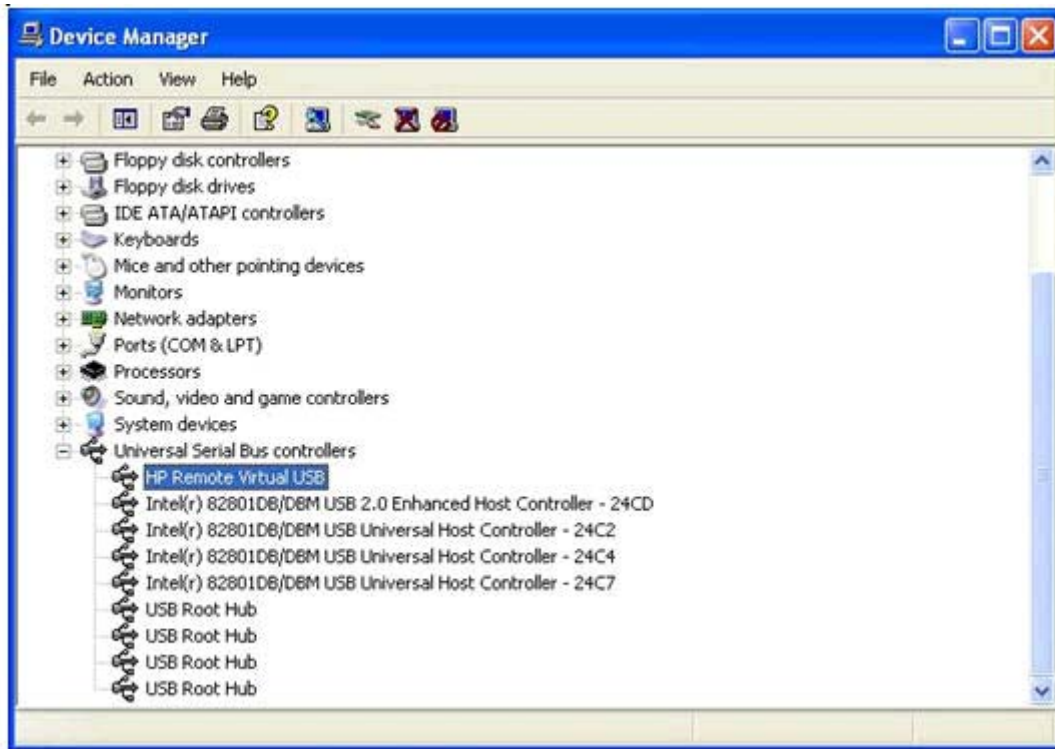 Device Manager
File Action View Help
Floppy disk controllers
Floppy disk drives
IDE ATA/ATAPI controllers
Keyboards
Mice and other pointing devices
Monitors
Network adapters
Ports (COM & LPT)
Processors
Sound, video and game controllers
System devices
Universal Serial Bus controllers
HP Remote Virtual USB
Intel(r) 82801DB/DBM USB 2.0 Enhanced Host Controller - 24CD
Intel(r) 82801DB/DBM USB Universal Host Controller - 24C2
Intel(r) 82801DB/DBM USB Universal Host Controller - 24C4
Intel(r) 82801DB/DBM USB Universal Host Controller - 24C7
USB Root Hub
USB Root Hub
USB Root Hub
USB Root Hub